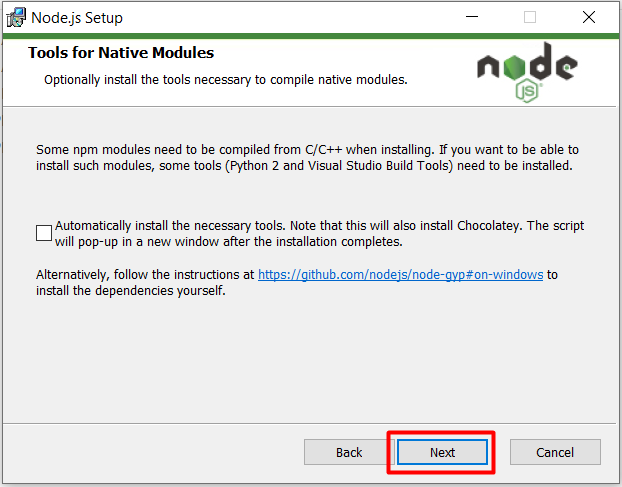 Node.js Setup
Tools for Native Modules
Optionally install the tools necessary to compile native modules.
node
JS
Some npm modules need to be compiled from C/C++ when installing. If you want to be able to
install such modules, some tools (Python 2 and Visual Studio Build Tools) need to be installed.
Automatically install the necessary tools. Note that this will also install Chocolatey. The script
will pop-up in a new window after the installation completes.
Alternatively, follow the instructions at https://github.com/nodejs/node-gyp#on-windows to
install the dependencies yourself.
Back Next Cancel